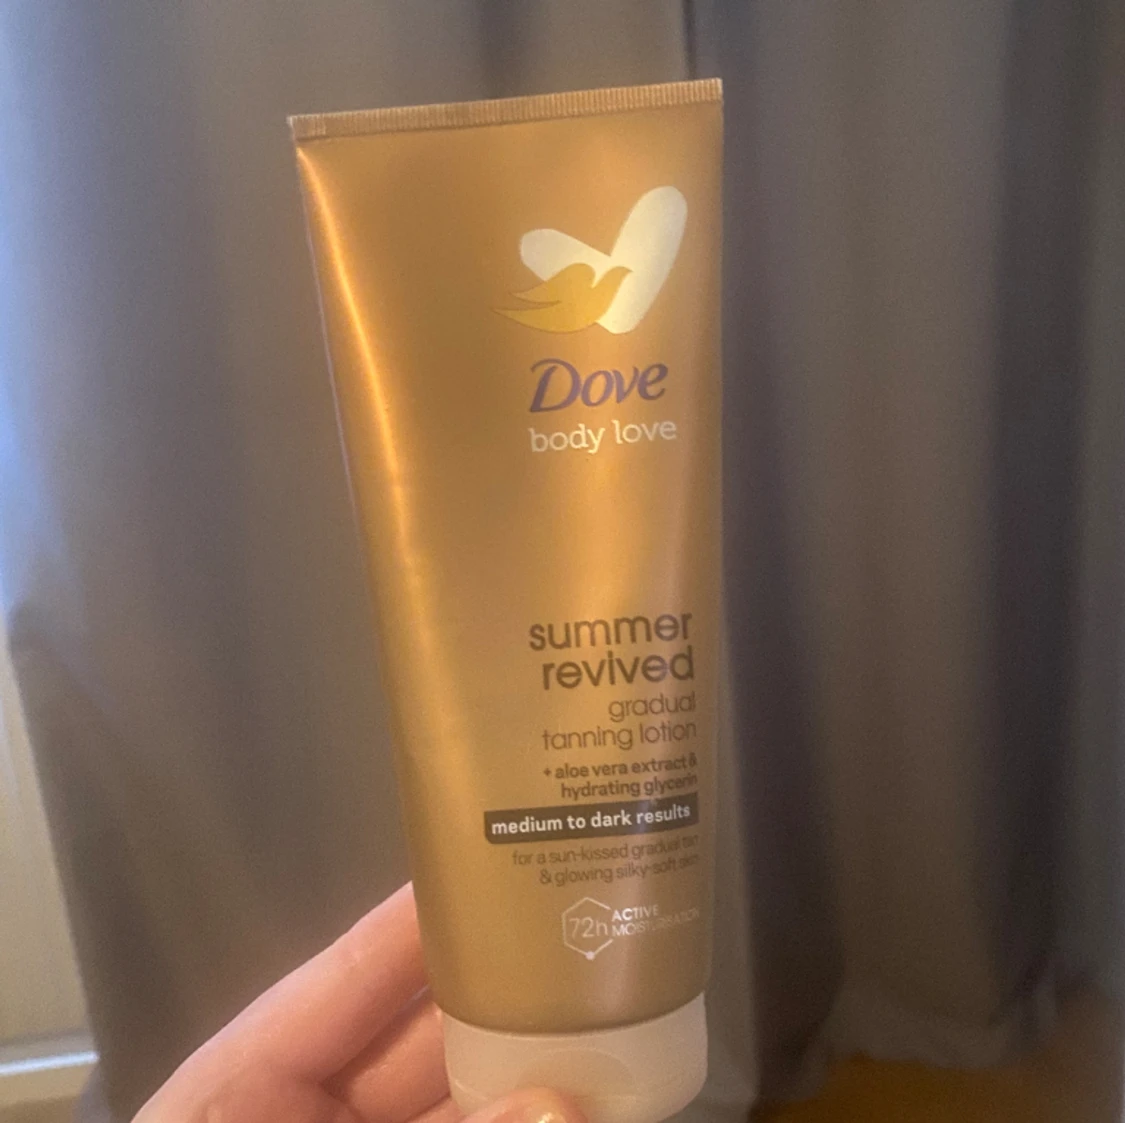 Dove
body love
summer
revived
gradual
tanning lotion
+ aloe vera extract &
hydrating glycerin
medium to dark results
for a sun-kissed gradual tan
& glowing silky-soft skin
72h ACTIVE
MOISTURISATION